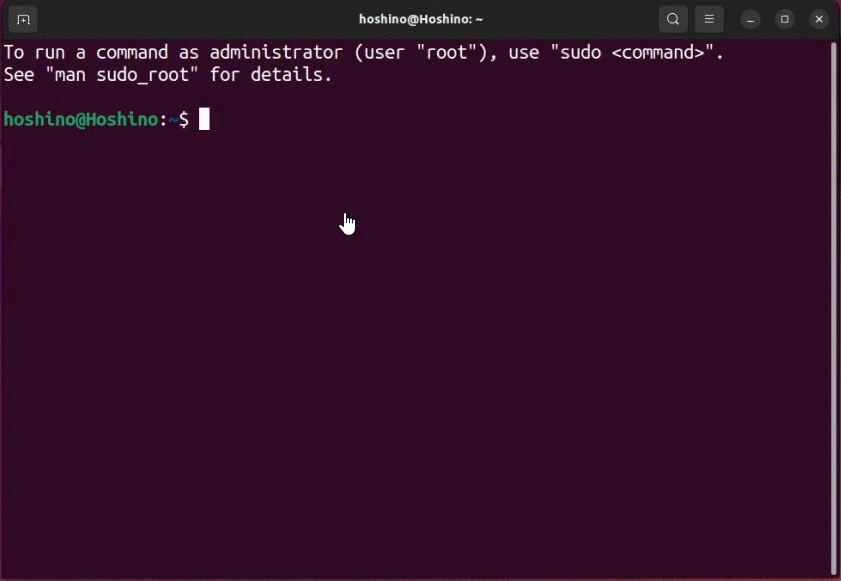 hoshino@Hoshino: ~
To run a command as administrator (user "root"), use "sudo <command>".
See "man sudo_root" for details.
hoshino@Hoshino:~$